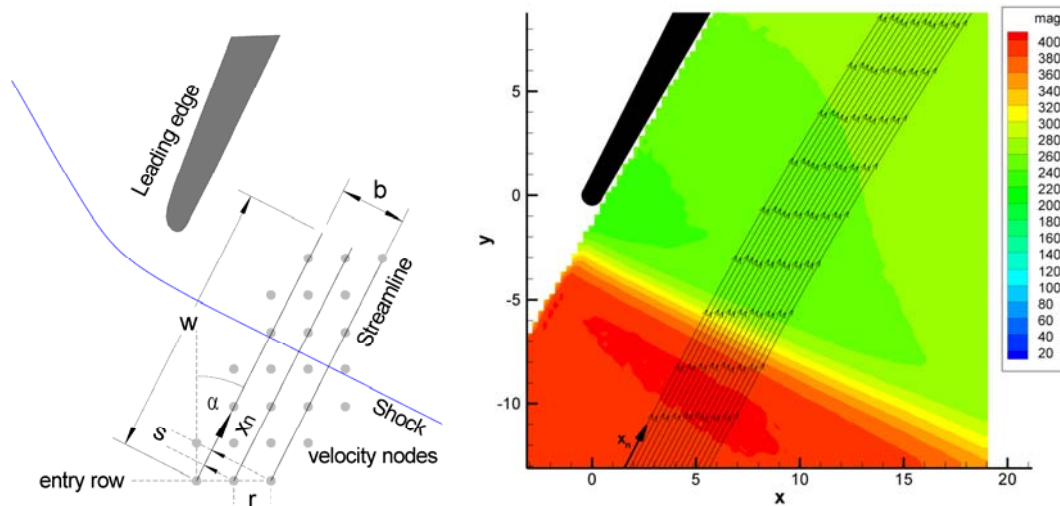 Leading edge
b
Streamline
w
α
xn
Shock
s
velocity nodes
entry row
r
mag
400
380
360
340
320
300
280
260
240
220
200
180
160
140
120
100
80
60
40
20
y
5
0
-5
-10
xn
0
5
10
15
20
x